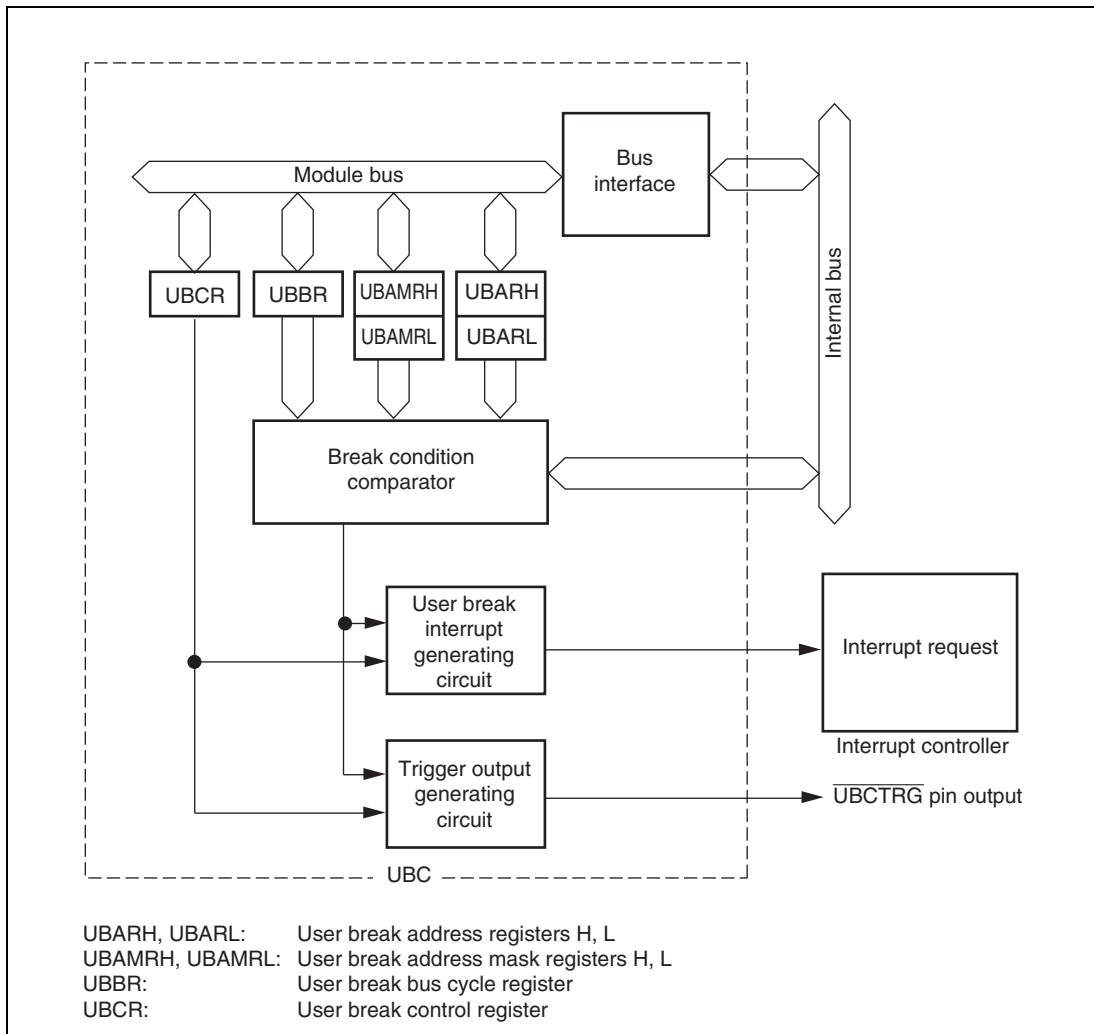 Bus
interface
Module bus
Internal bus
UBCR
UBBR
UBAMRH
UBAMRL
UBARH
UBARL
Break condition
comparator
User break
interrupt
generating
circuit
Interrupt request
Interrupt controller
Trigger output
generating
circuit
UBCTRG pin output
UBC
UBARH, UBARL: User break address registers H, L
UBAMRH, UBAMRL: User break address mask registers H, L
UBBR: User break bus cycle register
UBCR: User break control register